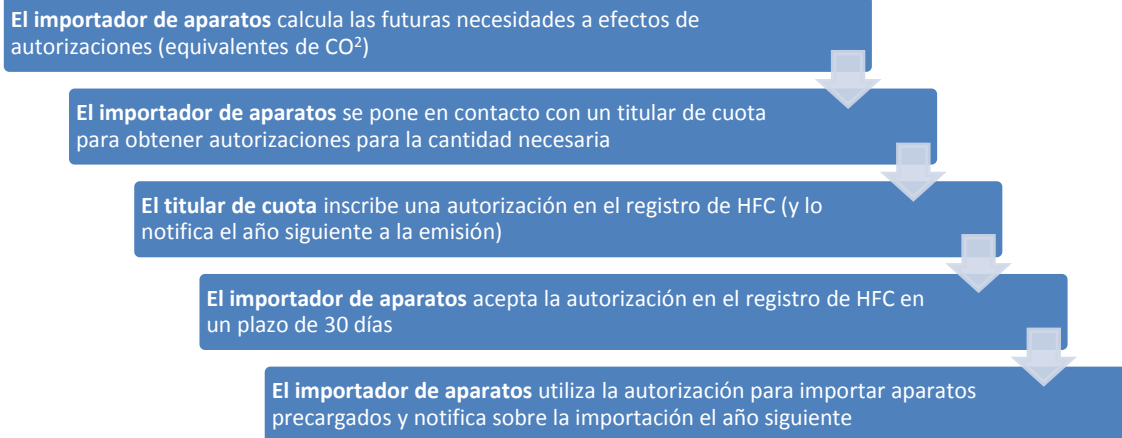 El importador de aparatos calcula las futuras necesidades a efectos de
autorizaciones (equivalentes de CO²)
El importador de aparatos se pone en contacto con un titular de cuota
para obtener autorizaciones para la cantidad necesaria
El titular de cuota inscribe una autorización en el registro de HFC (y lo
notifica el año siguiente a la emisión)
El importador de aparatos acepta la autorización en el registro de HFC en
un plazo de 30 días
El importador de aparatos utiliza la autorización para importar aparatos
precargados y notifica sobre la importación el año siguiente